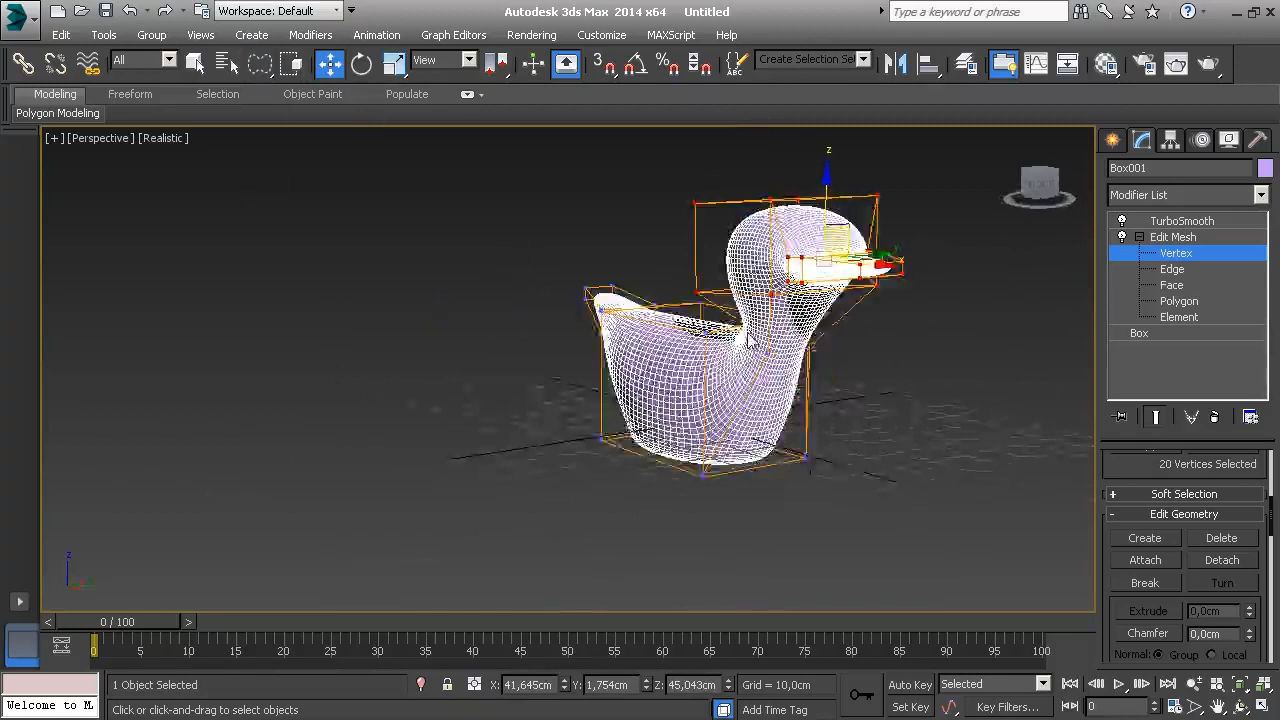 Workspace: Default
Autodesk 3ds Max 2014 x64 Untitled
Type a keyword or phrase
Edit Tools Group Views Create Modifiers Animation Graph Editors Rendering Customize MAXScript Help
All View Create Selection Se
Modeling Freeform Selection Object Paint Populate
Polygon Modeling
[+] [Perspective] [Realistic]
Box001
Modifier List
TurboSmooth
Edit Mesh
Vertex
Edge
Face
Polygon
Element
Box
20 Vertices Selected
+ Soft Selection
- Edit Geometry
Create Delete
Attach Detach
Break Turn
Extrude 0,0cm
Chamfer 0,0cm
Normal: Group Local
z
z
< 0 / 100 >
0 5 10 15 20 25 30 35 40 45 50 55 60 65 70 75 80 85 90 95 100
1 Object Selected X: 41,645cm Y: 1,754cm Z: 45,043cm Grid = 10,0cm Auto Key Selected
Welcome to M. Click or click-and-drag to select objects Add Time Tag Set Key Key Filters... 0